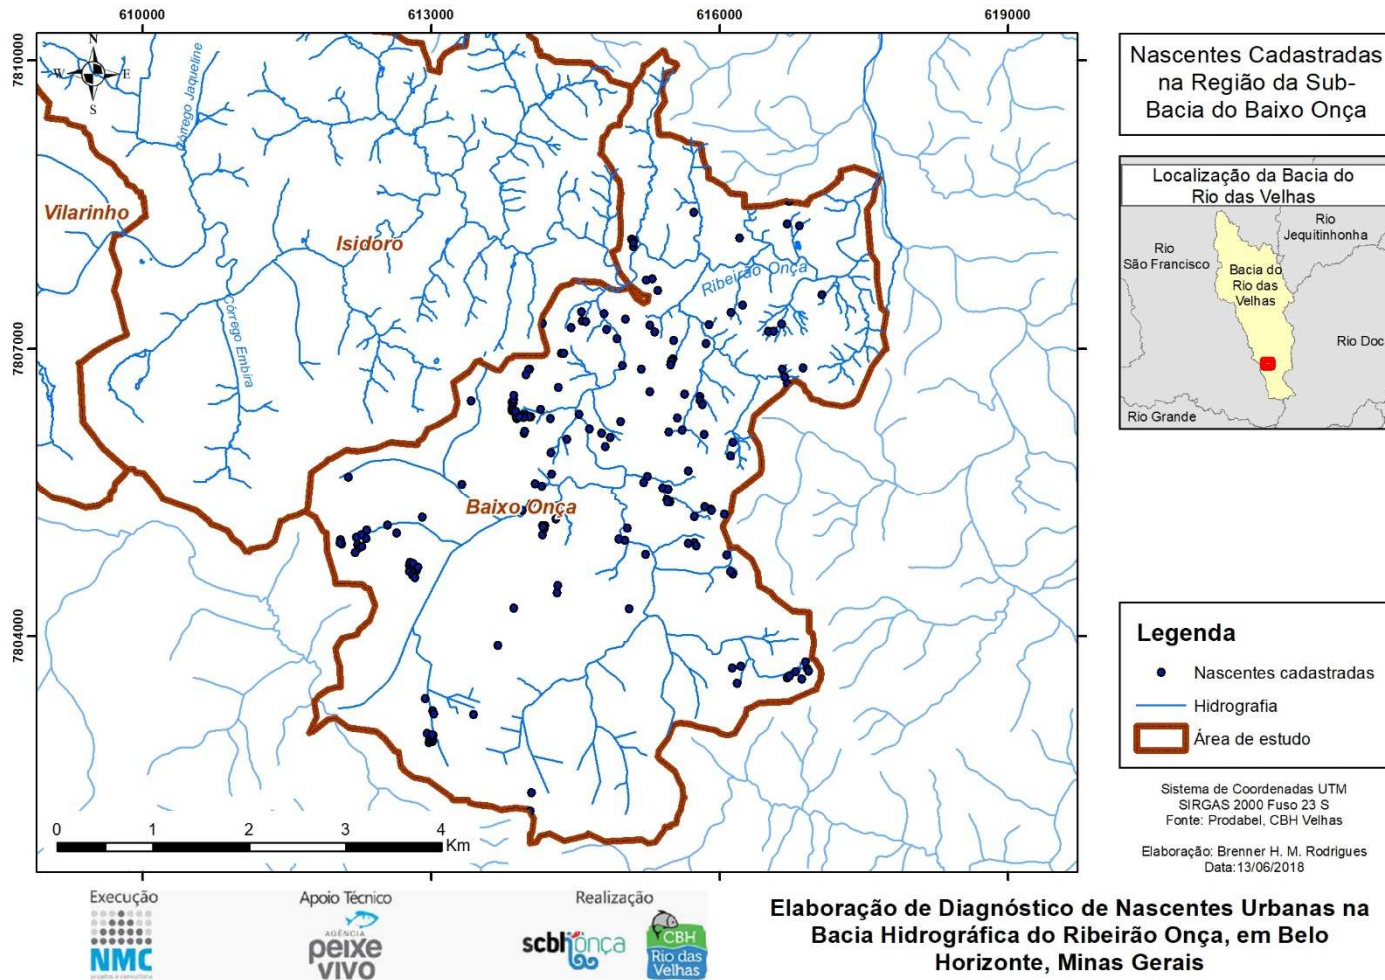 610000
613000
616000
619000
7810000
7807000
7804000
N
W
E
S
Córrego Jaqueline
Vilarinho
Isidoro
Córrego Embira
Ribeirão Onça
Baixo Onça
0 1 2 3 4
Km
Nascentes Cadastradas
na Região da Sub-
Bacia do Baixo Onça
Localização da Bacia do
Rio das Velhas
Rio
Jequitinhonha
Rio
São Francisco
Bacia do
Rio das
Velhas
Rio Doc
Rio Grande
Legenda
Nascentes cadastradas
Hidrografia
Área de estudo
Sistema de Coordenadas UTM
SIRGAS 2000 Fuso 23 S
Fonte: Prodabel, CBH Velhas
Elaboração: Brenner H. M. Rodrigues
Data:13/06/2018
Execução
NMC
projetos e consultoria
Apoio Técnico
AGÊNCIA
peixe
vivo
Realização
scbh onça
CBH
Rio das
Velhas
Elaboração de Diagnóstico de Nascentes Urbanas na
Bacia Hidrográfica do Ribeirão Onça, em Belo
Horizonte, Minas Gerais